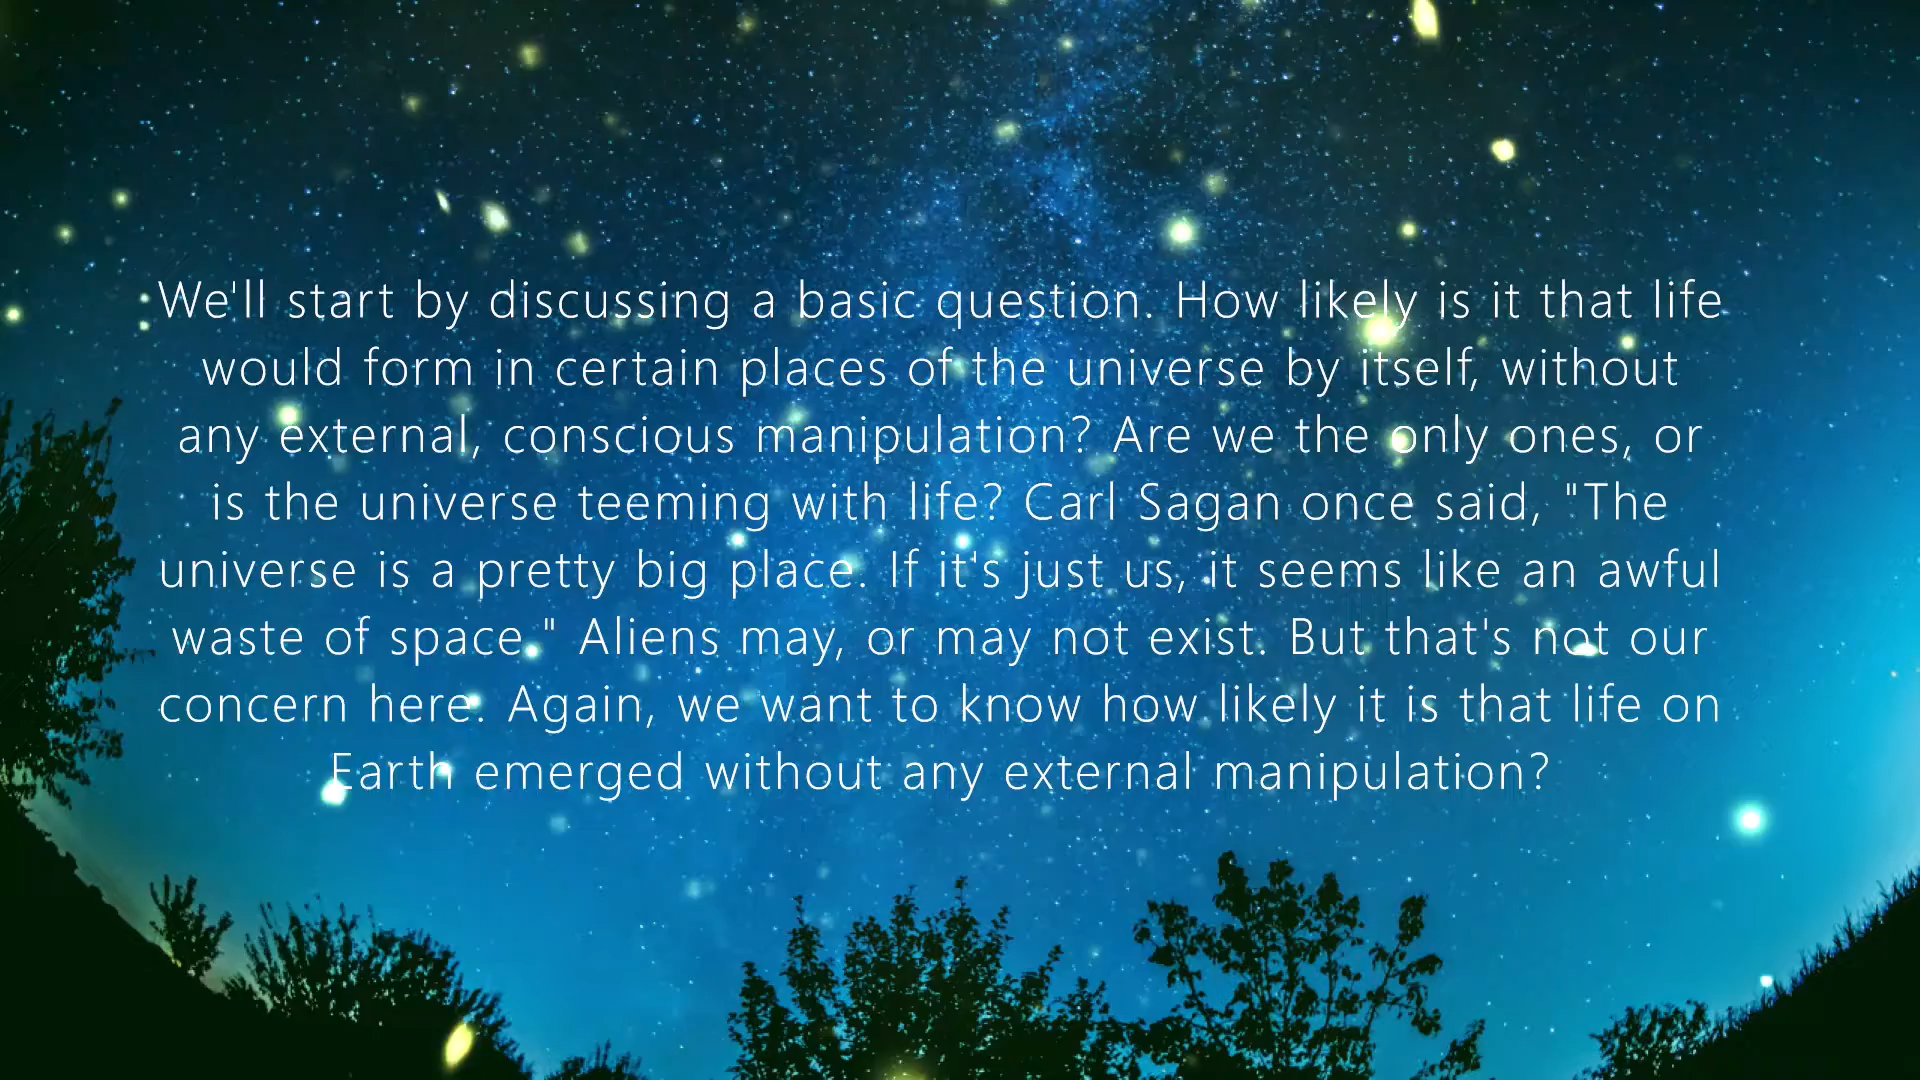 We'll start by discussing a basic question. How likely is it that life
would form in certain places of the universe by itself, without
any external, conscious manipulation? Are we the only ones, or
is the universe teeming with life? Carl Sagan once said, "The
universe is a pretty big place. If it's just us, it seems like an awful
waste of space." Aliens may, or may not exist. But that's not our
concern here. Again, we want to know how likely it is that life on
Earth emerged without any external manipulation?